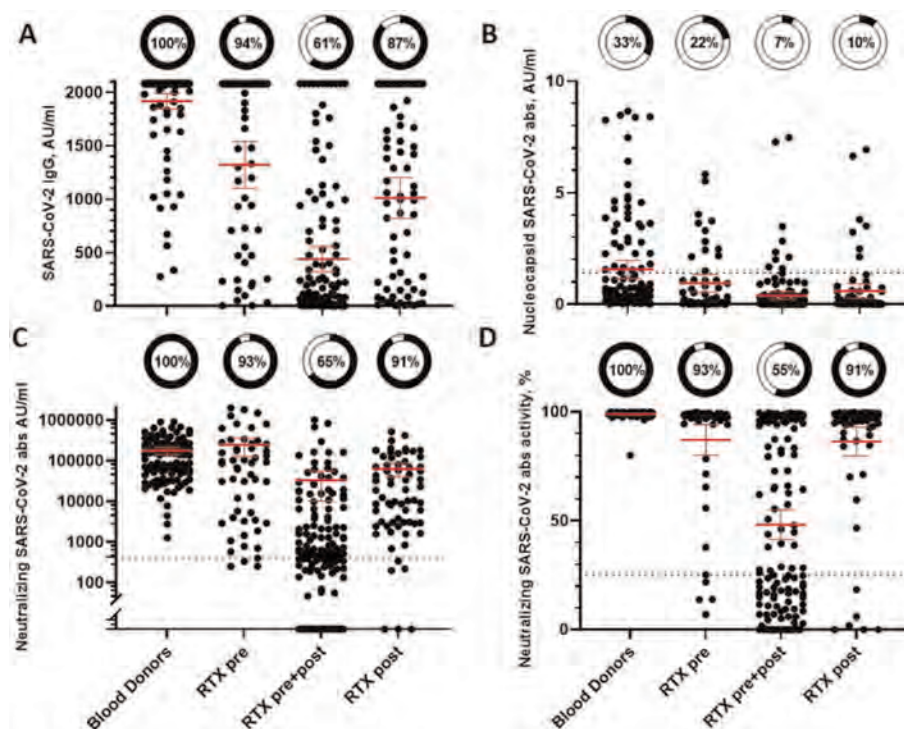 A
100%
94%
61%
87%
SARS-CoV-2 IgG, AU/ml
2000
1500
1000
500
0
B
33%
22%
7%
10%
Nucleocapsid SARS-CoV-2 abs, AU/ml
10
5
0
C
100%
93%
65%
91%
Neutralizing SARS-CoV-2 abs AU/ml
1000000
100000
10000
1000
100
Blood Donors
RTX pre
RTX pre+post
RTX post
D
100%
93%
55%
91%
Neutralizing SARS-CoV-2 abs activity, %
100
50
0
Blood Donors
RTX pre
RTX pre+post
RTX post